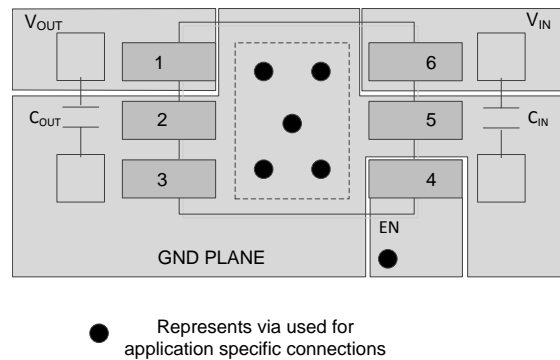 VOUT
VIN
1
6
COUT
2
5
CIN
3
4
EN
GND PLANE
Represents via used for
application specific connections